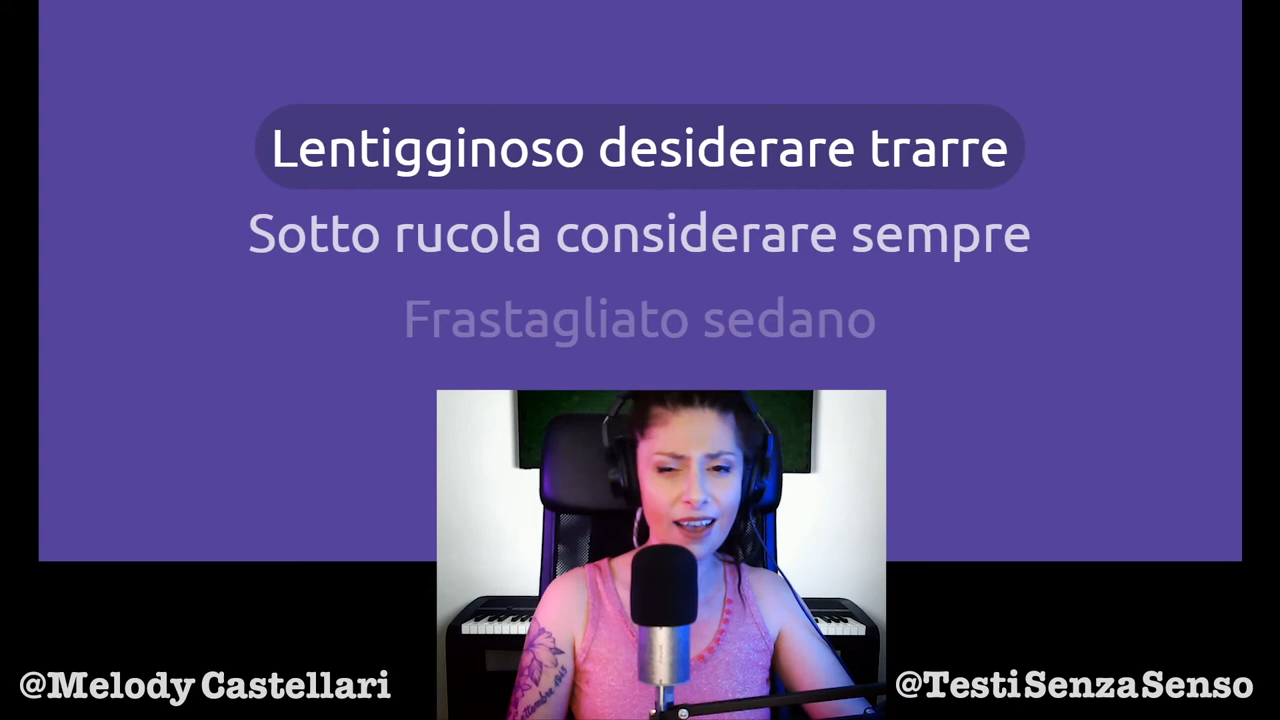 Lentigginoso desiderare trarre
Sotto rucola considerare sempre
Frastagliato sedano
@Melody Castellari
@TestiSenzaSenso